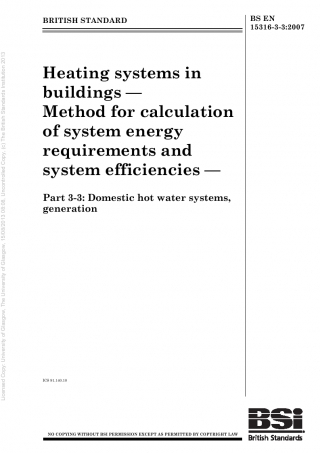 BRITISH STANDARD
BS EN
15316-3-3:2007
Heating systems in
buildings —
Method for calculation
of system energy
requirements and
system efficiencies —
Part 3-3: Domestic hot water systems,
generation
NO COPYING WITHOUT BSI PERMISSION EXCEPT AS PERMITTED BY COPYRIGHT LAW
BSi
British Standards